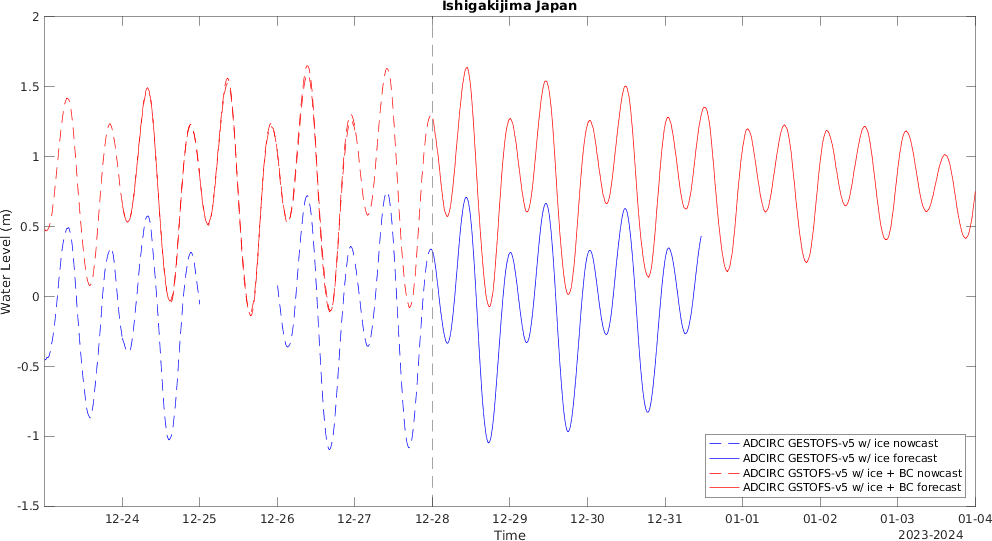 Ishigakijima Japan
2
1.5
1
0.5
0
-0.5
-1
-1.5
Water Level (m)
12-24 12-25 12-26 12-27 12-28 12-29 12-30 12-31 01-01 01-02 01-03 01-04
Time
2023-2024
ADCIRC GESTOFS-v5 w/ ice nowcast
ADCIRC GESTOFS-v5 w/ ice forecast
ADCIRC GSTOFS-v5 w/ ice + BC nowcast
ADCIRC GSTOFS-v5 w/ ice + BC forecast